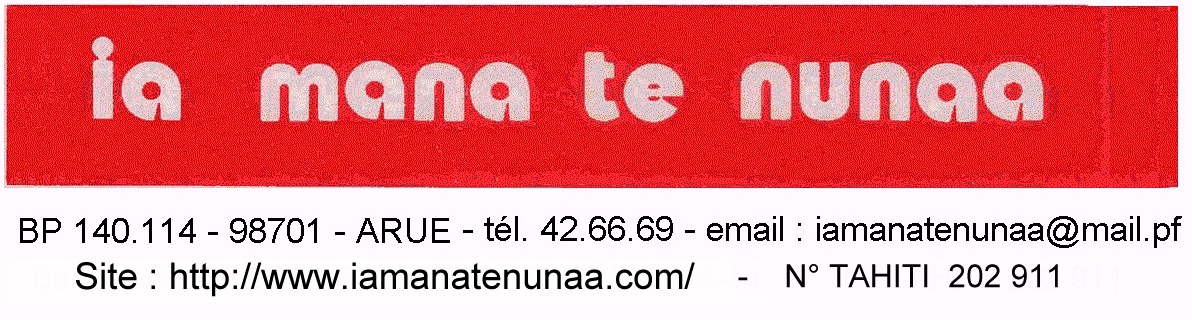 ia mana te nunaa
BP 140.114 - 98701 - ARUE - tél. 42.66.69 - email : iamanatenunaa@mail.pf
Site : http://www.iamanatenunaa.com/ - N° TAHITI 202 911